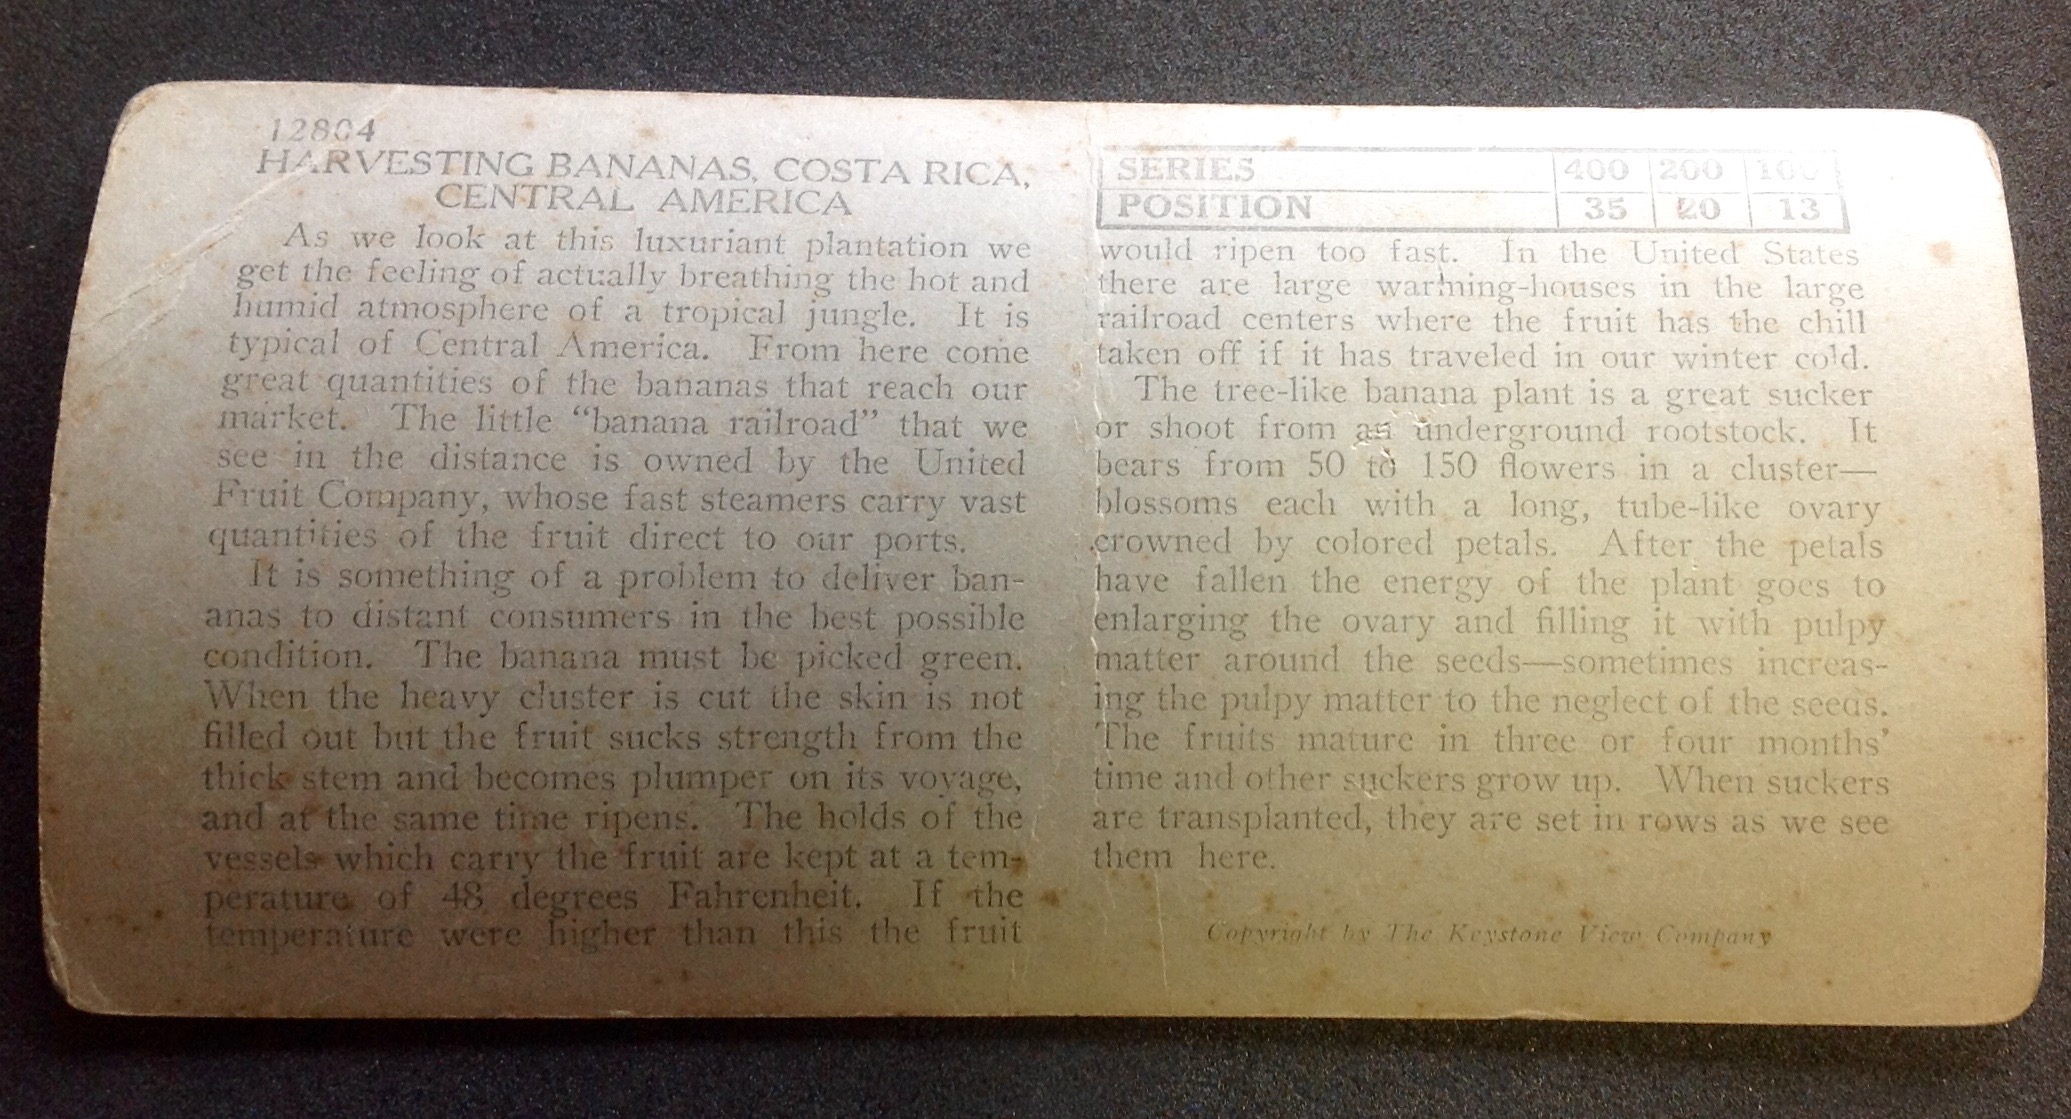 12804
HARVESTING BANANAS, COSTA RICA,
CENTRAL AMERICA
As we look at this luxuriant plantation we
get the feeling of actually breathing the hot and
humid atmosphere of a tropical jungle. It is
typical of Central America. From here come
great quantities of the bananas that reach our
market. The little “banana railroad” that we
see in the distance is owned by the United
Fruit Company, whose fast steamers carry vast
quantities of the fruit direct to our ports.
It is something of a problem to deliver ban-
anas to distant consumers in the best possible
condition. The banana must be picked green.
When the heavy cluster is cut the skin is not
filled out but the fruit sucks strength from the
thick stem and becomes plumper on its voyage,
and at the same time ripens. The holds of the
vessels which carry the fruit are kept at a tem-
perature of 48 degrees Fahrenheit. If the
temperature were higher than this the fruit
SERIES 400 200 100
POSITION 35 20 13
would ripen too fast. In the United States
there are large warming-houses in the large
railroad centers where the fruit has the chill
taken off if it has traveled in our winter cold.
The tree-like banana plant is a great sucker
or shoot from an underground rootstock. It
bears from 50 to 150 flowers in a cluster—
blossoms each with a long, tube-like ovary
crowned by colored petals. After the petals
have fallen the energy of the plant goes to
enlarging the ovary and filling it with pulpy
matter around the seeds—sometimes increas-
ing the pulpy matter to the neglect of the seeds.
The fruits mature in three or four months’
time and other suckers grow up. When suckers
are transplanted, they are set in rows as we see
them here.
Copyright by The Keystone View Company